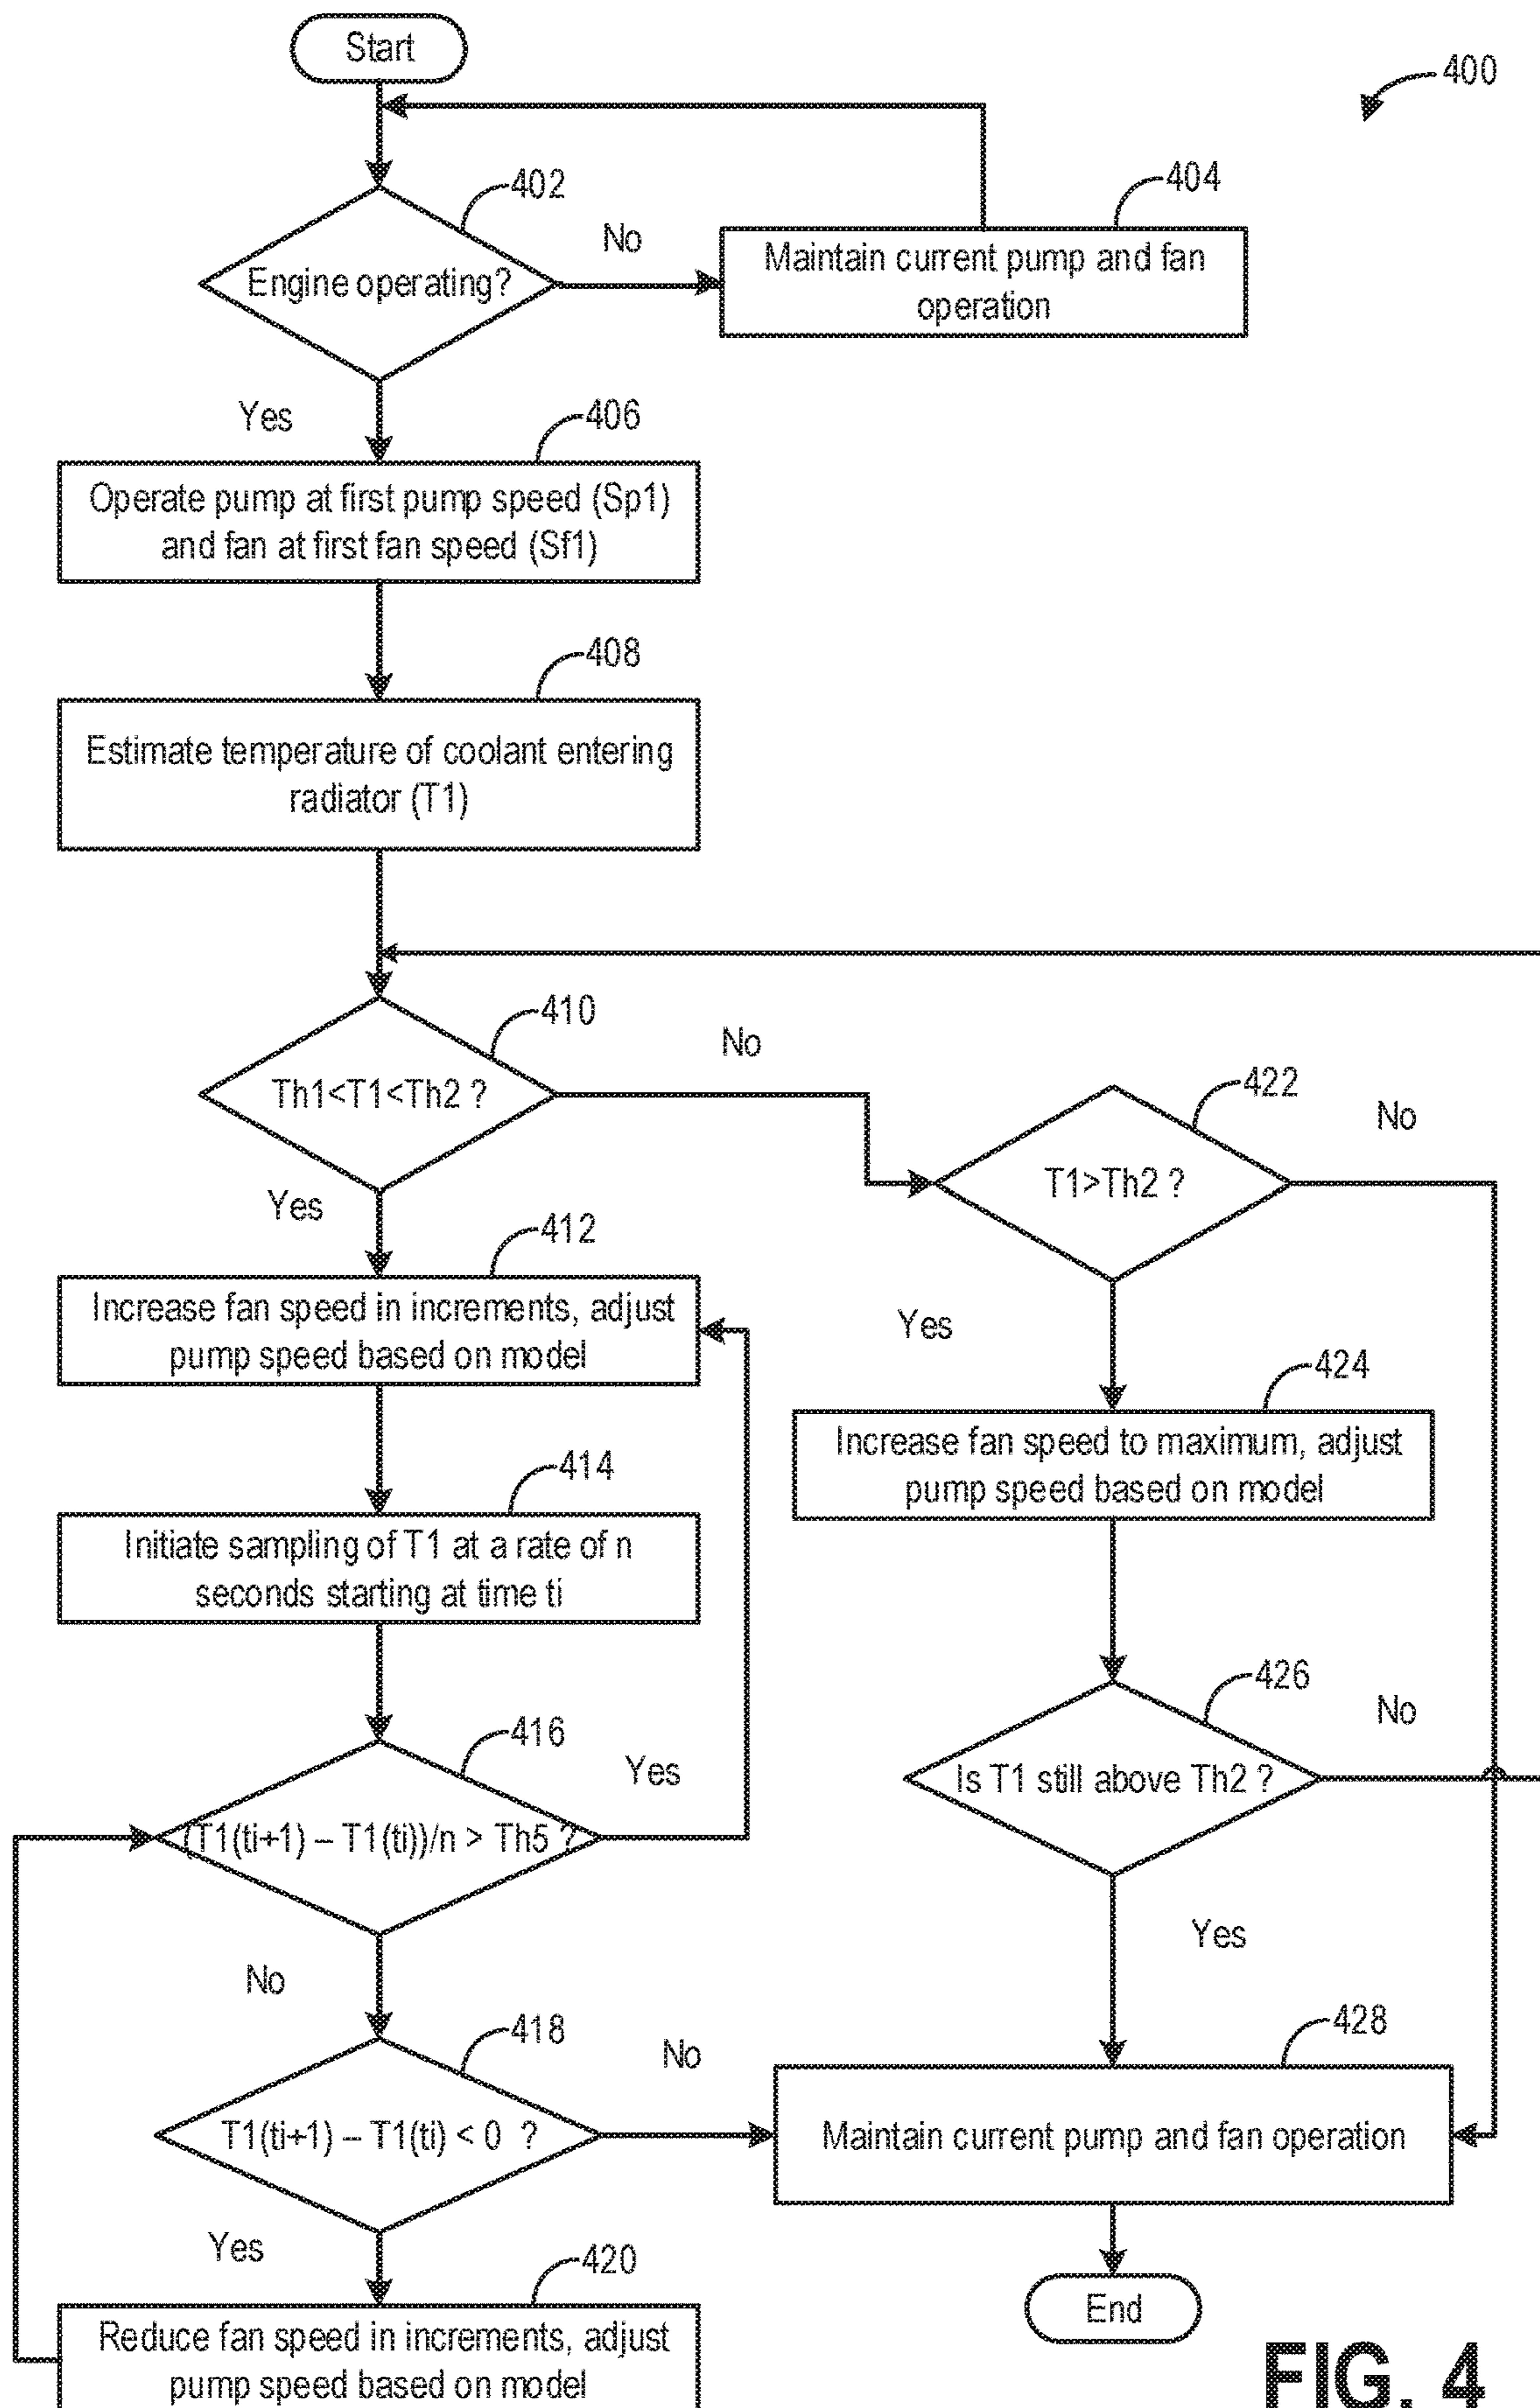 Start
400
402
404
Engine operating?
No
Maintain current pump and fan
operation
Yes
406
Operate pump at first pump speed (Sp1)
and fan at first fan speed (Sf1)
408
Estimate temperature of coolant entering
radiator (T1)
410
Th1<T1<Th2 ?
No
422
T1>Th2 ?
No
Yes
412
Increase fan speed in increments, adjust
pump speed based on model
Yes
424
Increase fan speed to maximum, adjust
pump speed based on model
414
Initiate sampling of T1 at a rate of n
seconds starting at time ti
416
(T1(ti+1) – T1(ti))/n > Th5 ?
Yes
426
Is T1 still above Th2 ?
No
Yes
No
418
T1(ti+1) – T1(ti) < 0 ?
No
428
Maintain current pump and fan operation
Yes
420
Reduce fan speed in increments, adjust
pump speed based on model
End
FIG. 4